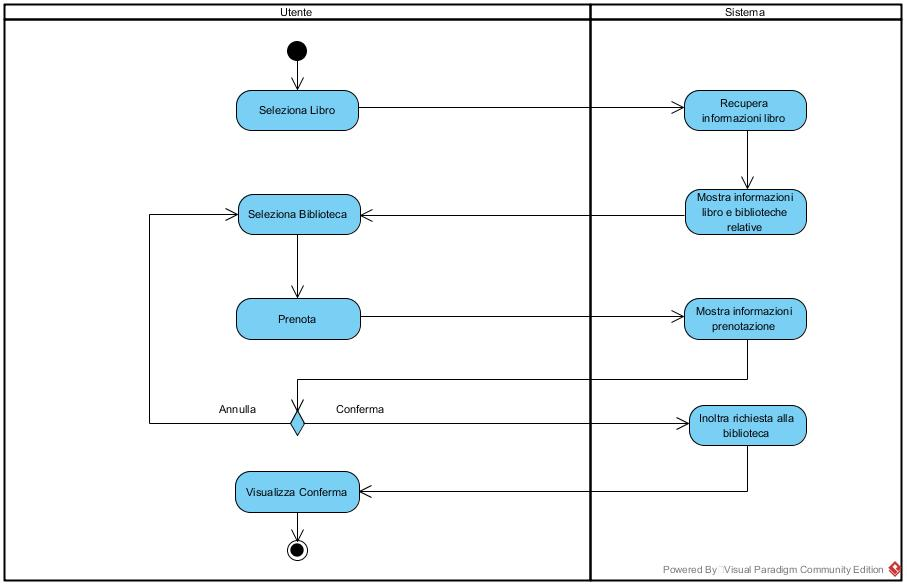 Utente
Sistema
Seleziona Libro
Recupera
informazioni libro
Mostra informazioni
libro e biblioteche
relative
Seleziona Biblioteca
Prenota
Mostra informazioni
prenotazione
Annulla
Conferma
Inoltra richiesta alla
biblioteca
Visualizza Conferma
Powered By Visual Paradigm Community Edition